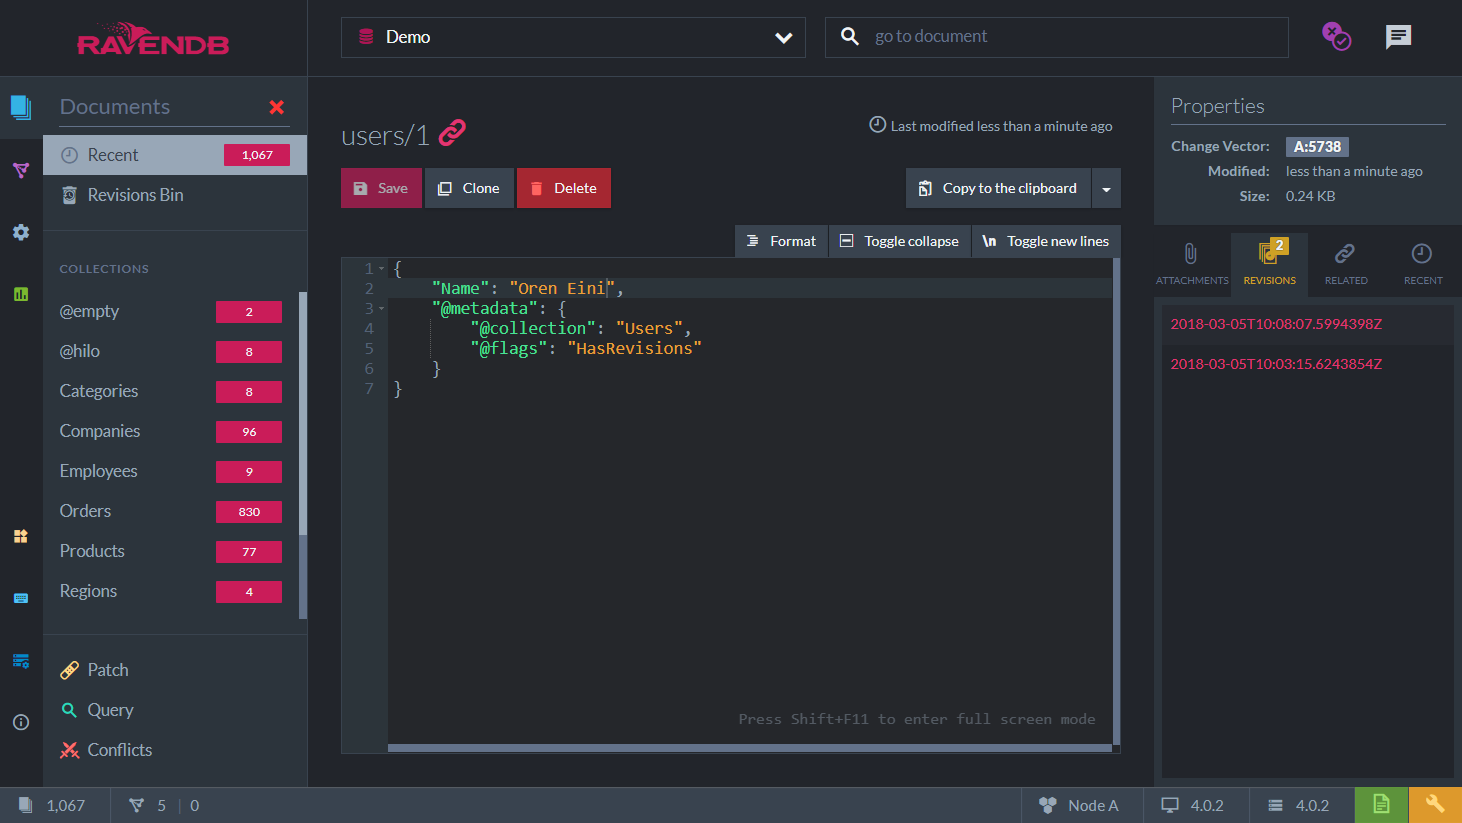 RAVENDB
Demo
go to document
Documents
Recent 1,067
Revisions Bin
COLLECTIONS
@empty 2
@hilo 8
Categories 8
Companies 96
Employees 9
Orders 830
Products 77
Regions 4
Patch
Query
Conflicts
users/1
Last modified less than a minute ago
Save Clone Delete Copy to the clipboard
Format Toggle collapse \n Toggle new lines
1 {
2 "Name": "Oren Eini",
3 "@metadata": {
4 "@collection": "Users",
5 "@flags": "HasRevisions"
6 }
7 }
Press Shift+F11 to enter full screen mode
Properties
Change Vector: A:5738
Modified: less than a minute ago
Size: 0.24 KB
2
ATTACHMENTS REVISIONS RELATED RECENT
2018-03-05T10:08:07.5994398Z
2018-03-05T10:03:15.6243854Z
1,067 5 | 0 Node A 4.0.2 4.0.2